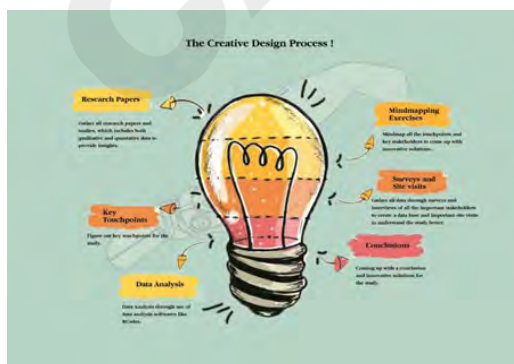 The Creative Design Process !
Research Papers
Gather all research papers and
studies, which includes both
qualitative and quantative data to
provide insights.
Mindmapping
Exercises
Mindmap all the touchpoints and
key stakeholders to come up with
innovative solutions.
Surveys and
Site visits
Gather all data through surveys and
interviews of all the important stakeholders
to create a data base and important site visits
to understand the study better.
Key
Touchpoints
Figure out key touchpoints for the
study.
Conclusions
Coming up with a conclusion
and innovative solutions for
the study.
Data Analysis
Data Analysis through use of
data analysis softwares like